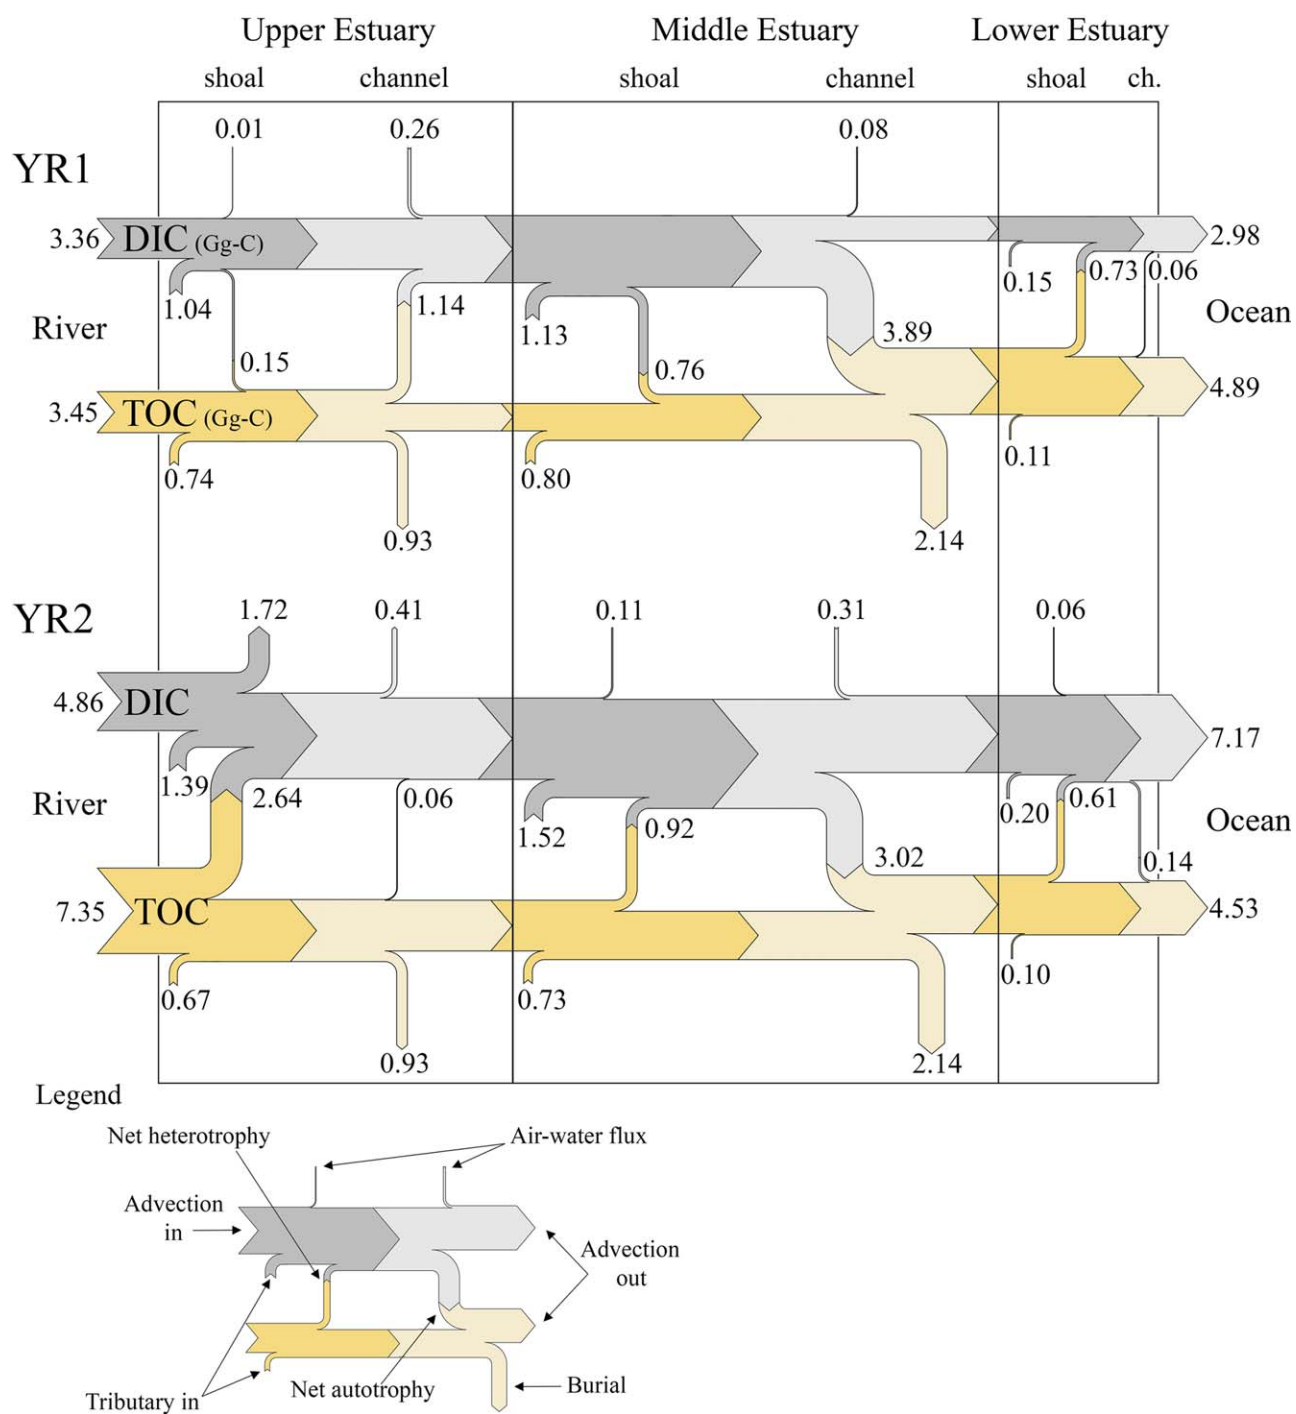 Upper Estuary Middle Estuary Lower Estuary
shoal channel shoal channel shoal ch.
0.01 0.26 0.08
YR1
3.36 DIC (Gg-C) 2.98
1.04 1.14 1.13 3.89 0.15 0.73 0.06
River Ocean
0.15 0.76
3.45 TOC (Gg-C) 4.89
0.74 0.80 0.11
0.93 2.14
YR2
1.72 0.41 0.11 0.31 0.06
4.86 DIC 7.17
1.39 2.64 0.06 1.52 0.92 0.20 0.61
River Ocean
3.02 0.14
7.35 TOC 4.53
0.67 0.73 0.10
0.93 2.14
Legend
Net heterotrophy Air-water flux
Advection
in
Advection
out
Tributary in Net autotrophy Burial